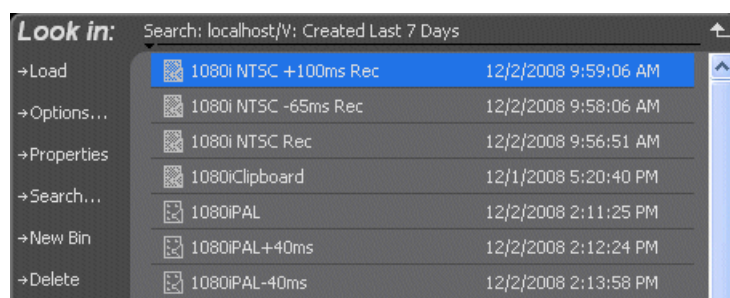 Look in: Search: localhost/V: Created Last 7 Days
→Load 1080i NTSC +100ms Rec 12/2/2008 9:59:06 AM
→Options... 1080i NTSC -65ms Rec 12/2/2008 9:58:06 AM
→Properties 1080i NTSC Rec 12/2/2008 9:56:51 AM
→Search... 1080iClipboard 12/1/2008 5:20:40 PM
1080iPAL 12/2/2008 2:11:25 PM
→New Bin 1080iPAL+40ms 12/2/2008 2:12:24 PM
→Delete 1080iPAL-40ms 12/2/2008 2:13:58 PM